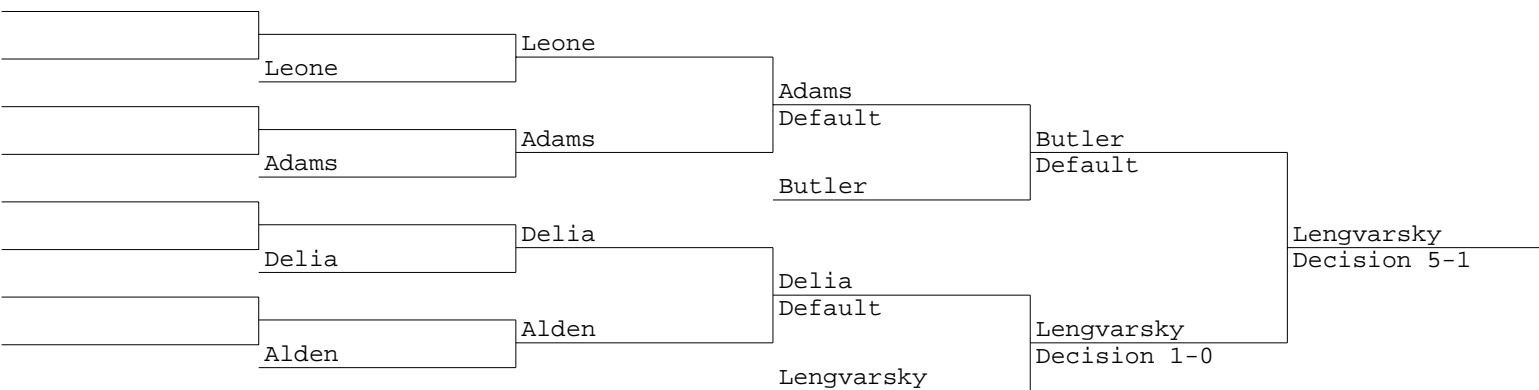 Leone
Leone
Adams
Default
Adams
Adams
Butler
Default
Butler
Delia
Delia
Lengvarsky
Decision 5-1
Delia
Default
Alden
Alden
Lengvarsky
Decision 1-0
Lengvarsky